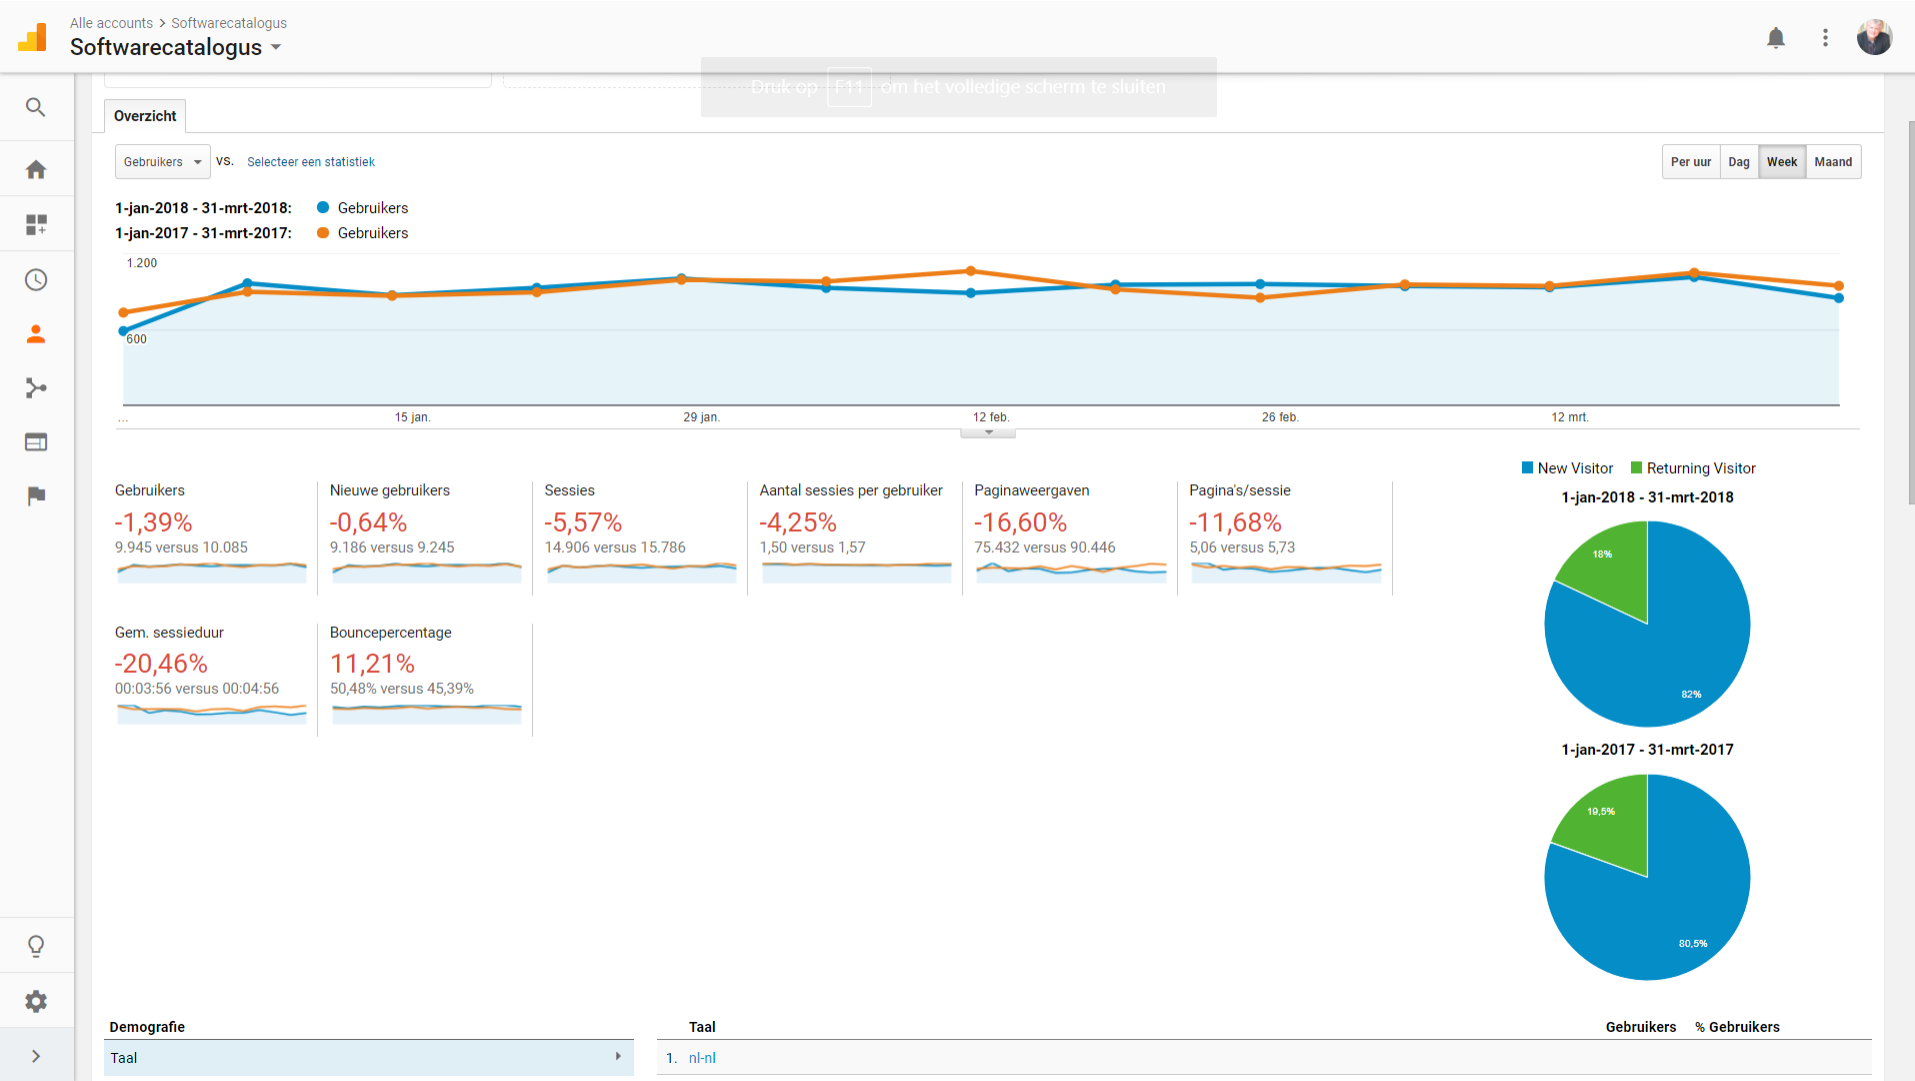 Alle accounts > Softwarecatalogus
Softwarecatalogus
Druk op F11 om het volledige scherm te sluiten
Overzicht
Gebruikers vs. Selecteer een statistiek
Per uur Dag Week Maand
1-jan-2018 - 31-mrt-2018: Gebruikers
1-jan-2017 - 31-mrt-2017: Gebruikers
1.200
600
... 15 jan. 29 jan. 12 feb. 26 feb. 12 mrt.
Gebruikers
-1,39%
9.945 versus 10.085
Nieuwe gebruikers
-0,64%
9.186 versus 9.245
Sessies
-5,57%
14.906 versus 15.786
Aantal sessies per gebruiker
-4,25%
1,50 versus 1,57
Paginaweergaven
-16,60%
75.432 versus 90.446
Pagina's/sessie
-11,68%
5,06 versus 5,73
Gem. sessieduur
-20,46%
00:03:56 versus 00:04:56
Bouncepercentage
11,21%
50,48% versus 45,39%
New Visitor Returning Visitor
1-jan-2018 - 31-mrt-2018
18%
82%
1-jan-2017 - 31-mrt-2017
19,5%
80,5%
Demografie
Taal
Taal Gebruikers % Gebruikers
1. nl-nl